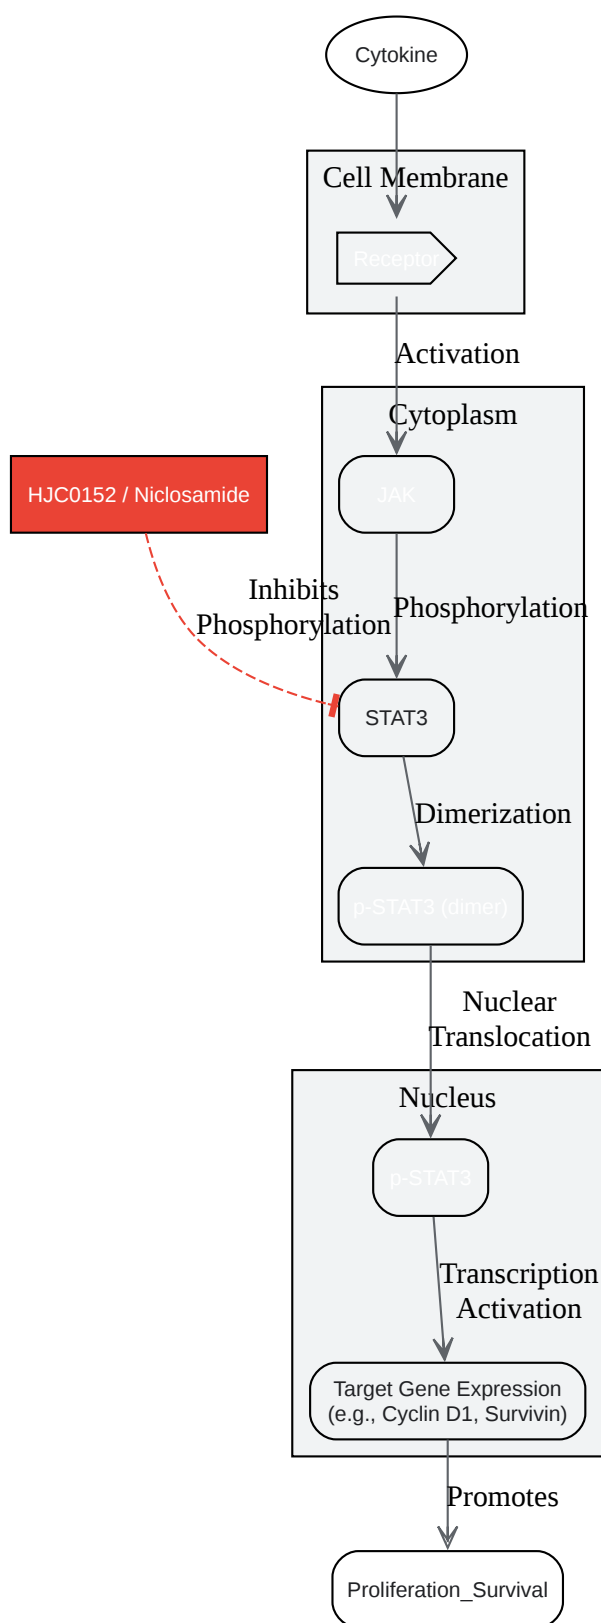 Cytokine
Cell Membrane
Receptor
Activation
Cytoplasm
JAK
HJC0152 / Niclosamide
Inhibits
Phosphorylation
Phosphorylation
STAT3
Dimerization
p-STAT3 (dimer)
Nuclear
Translocation
Nucleus
p-STAT3
Transcription
Activation
Target Gene Expression
(e.g., Cyclin D1, Survivin)
Promotes
Proliferation_Survival